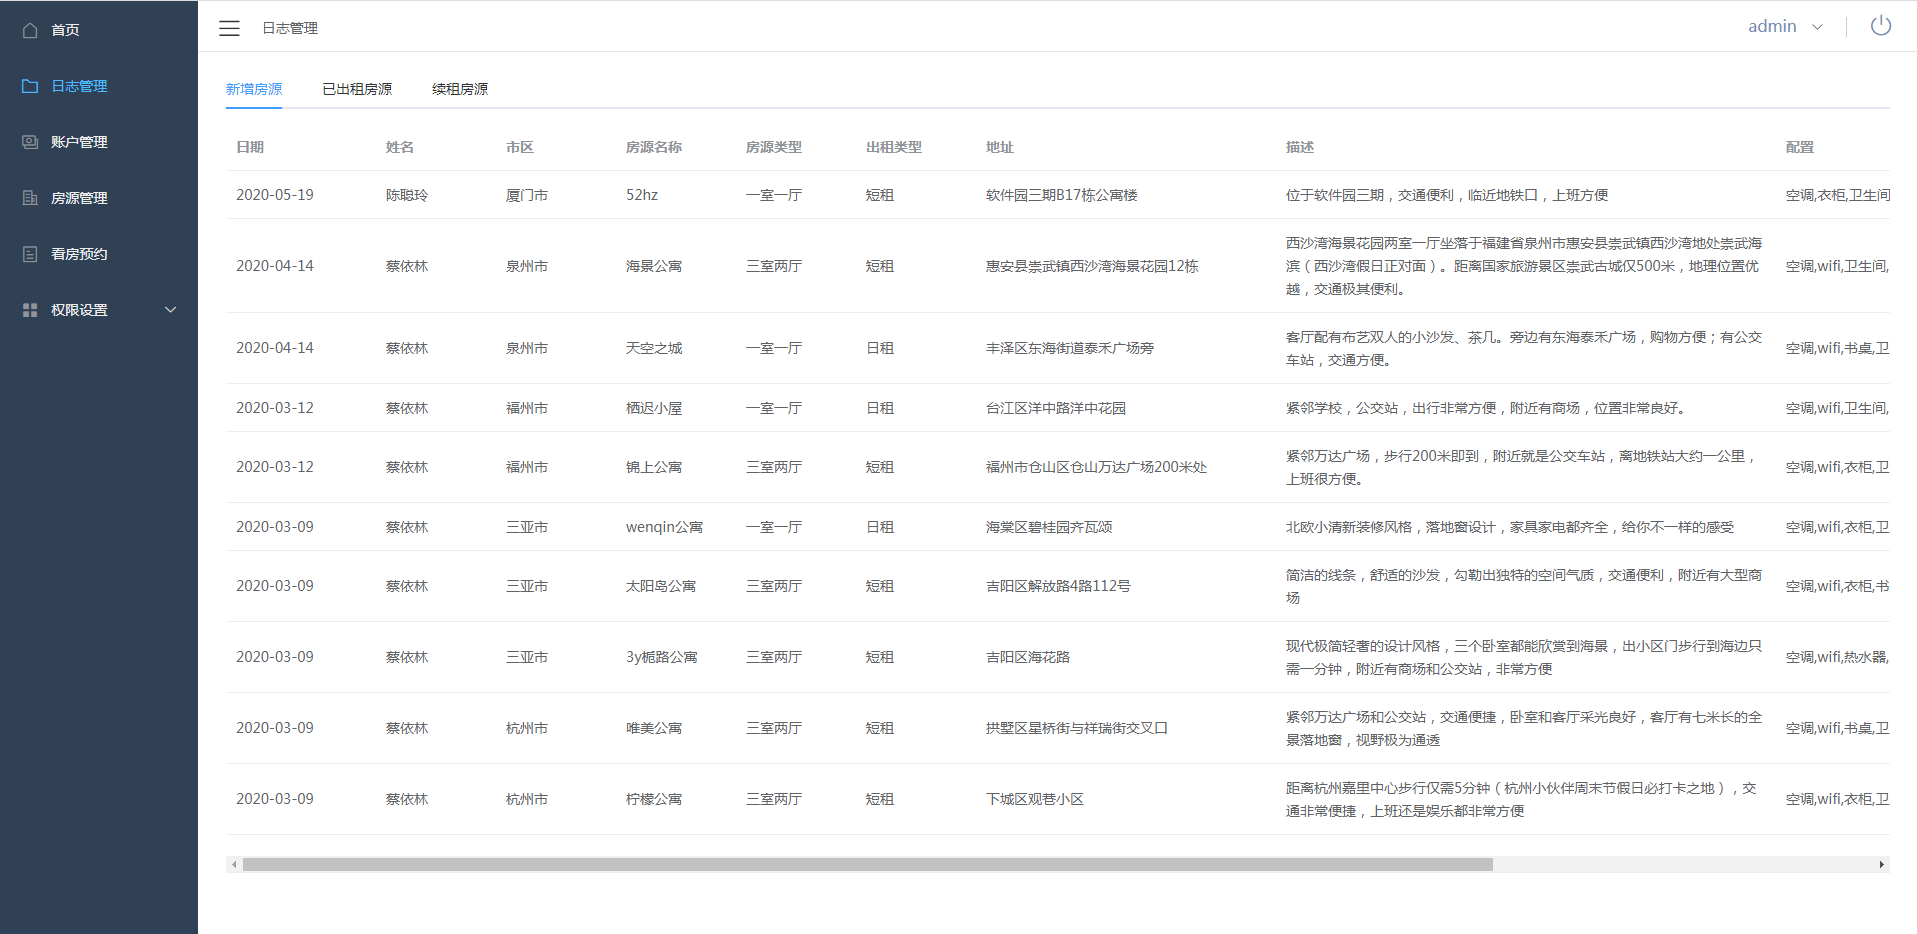 首页
日志管理
账户管理
房源管理
看房预约
权限设置
日志管理
admin
新增房源 已出租房源 续租房源
日期 姓名 市区 房源名称 房源类型 出租类型 地址 描述 配置
2020-05-19 陈聪玲 厦门市 52hz 一室一厅 短租 软件园三期B17栋公寓楼 位于软件园三期，交通便利，临近地铁口，上班方便 空调,衣柜,卫生间
2020-04-14 蔡依林 泉州市 海景公寓 三室两厅 短租 惠安县崇武镇西沙湾海景花园12栋 西沙湾海景花园两室一厅坐落于福建省泉州市惠安县崇武镇西沙湾地处崇武海
滨（西沙湾假日正对面）。距离国家旅游景区崇武古城仅500米，地理位置优
越，交通极其便利。 空调,wifi,卫生间,
2020-04-14 蔡依林 泉州市 天空之城 一室一厅 日租 丰泽区东海街道泰禾广场旁 客厅配有布艺双人的小沙发、茶几。旁边有东海泰禾广场，购物方便；有公交
车站，交通方便。 空调,wifi,书桌,卫
2020-03-12 蔡依林 福州市 栖迟小屋 一室一厅 日租 台江区洋中路洋中花园 紧邻学校，公交站，出行非常方便，附近有商场，位置非常良好。 空调,wifi,卫生间,
2020-03-12 蔡依林 福州市 锦上公寓 三室两厅 短租 福州市仓山区仓山万达广场200米处 紧邻万达广场，步行200米即到，附近就是公交车站，离地铁站大约一公里，
上班很方便。 空调,wifi,衣柜,卫
2020-03-09 蔡依林 三亚市 wenqin公寓 一室一厅 日租 海棠区碧桂园齐瓦颂 北欧小清新装修风格，落地窗设计，家具家电都齐全，给你不一样的感受 空调,wifi,衣柜,卫
2020-03-09 蔡依林 三亚市 太阳岛公寓 三室两厅 短租 吉阳区解放路4路112号 简洁的线条，舒适的沙发，勾勒出独特的空间气质，交通便利，附近有大型商
场 空调,wifi,衣柜,书
2020-03-09 蔡依林 三亚市 3y栀路公寓 三室两厅 短租 吉阳区海花路 现代极简轻奢的设计风格，三个卧室都能欣赏到海景，出小区门步行到海边只
需一分钟，附近有商场和公交站，非常方便 空调,wifi,热水器,
2020-03-09 蔡依林 杭州市 唯美公寓 三室两厅 短租 拱墅区星桥街与祥瑞街交叉口 紧邻万达广场和公交站，交通便捷，卧室和客厅采光良好，客厅有七米长的全
景落地窗，视野极为通透 空调,wifi,书桌,卫
2020-03-09 蔡依林 杭州市 柠檬公寓 三室两厅 短租 下城区观巷小区 距离杭州嘉里中心步行仅需5分钟（杭州小伙伴周末节假日必打卡之地），交
通非常便捷，上班还是娱乐都非常方便 空调,wifi,衣柜,卫